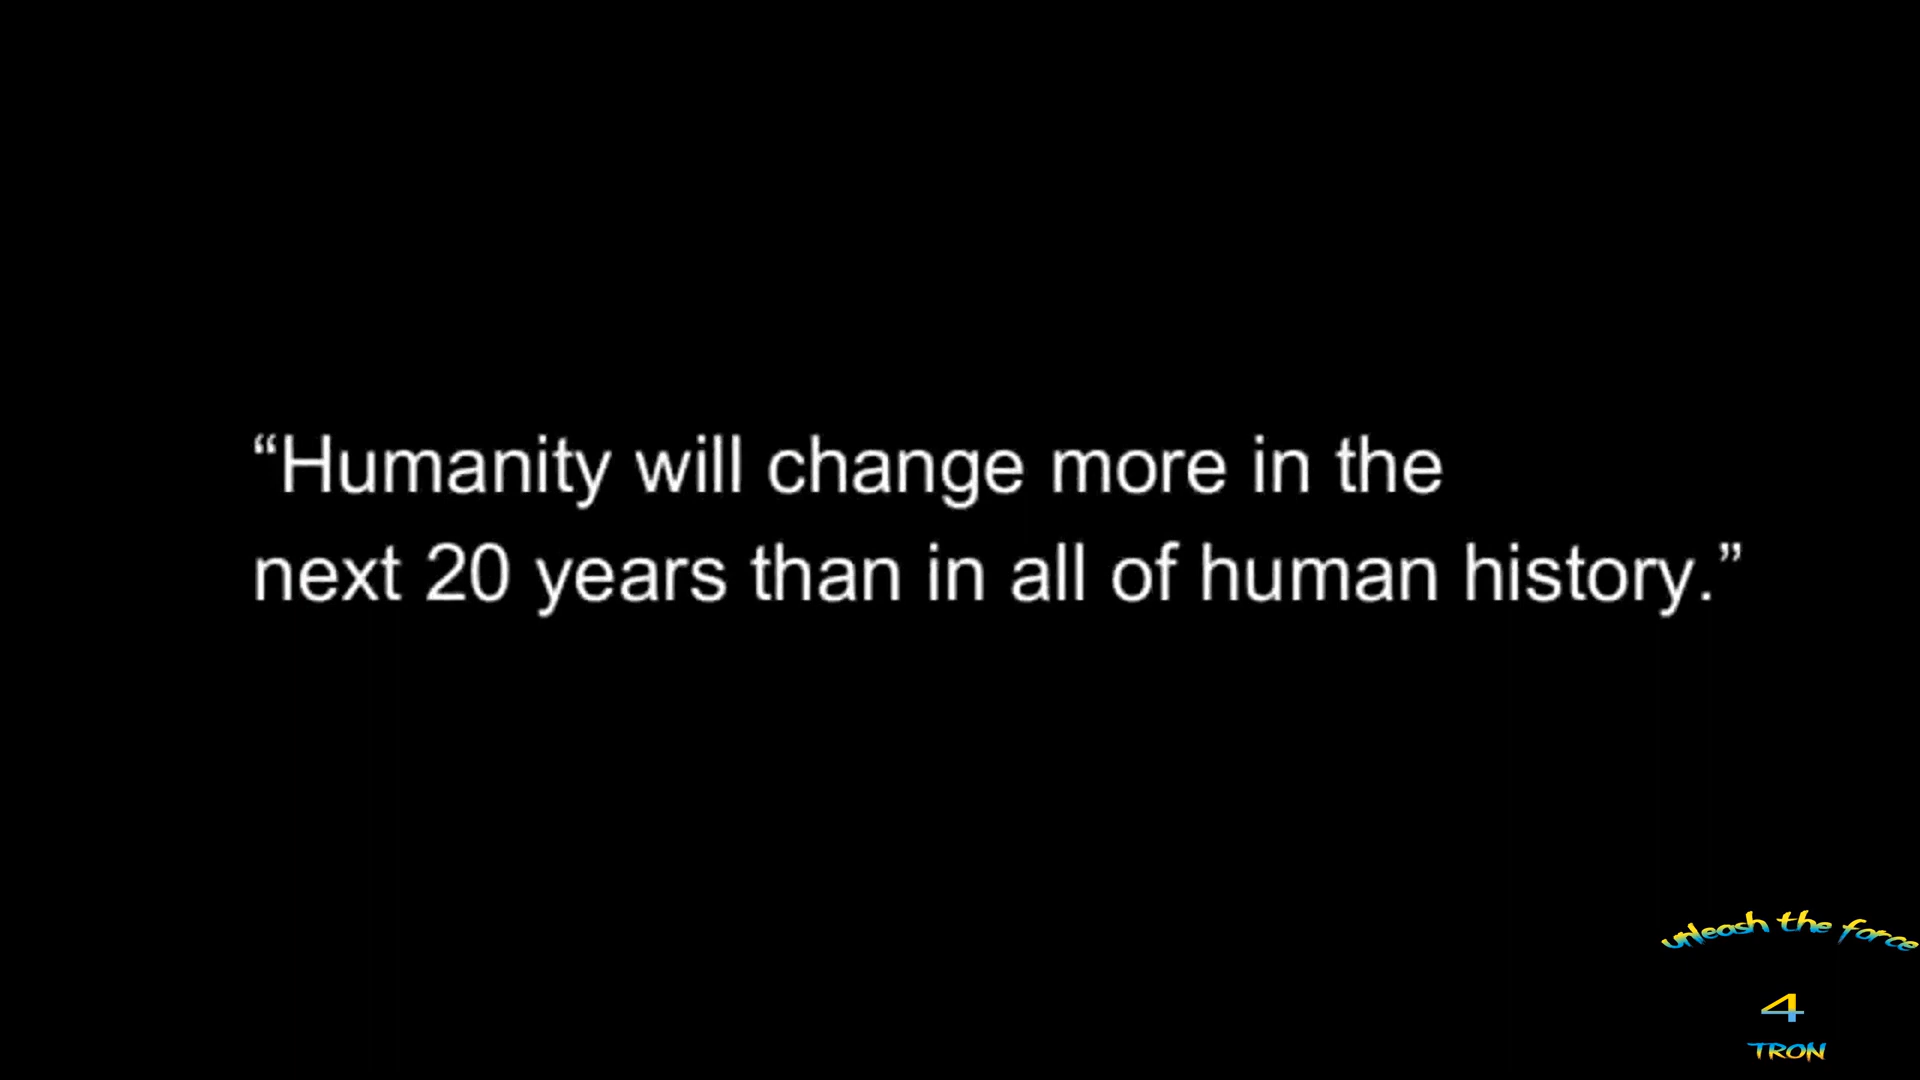 “Humanity will change more in the
next 20 years than in all of human history.”
unleash the force
4
TRON